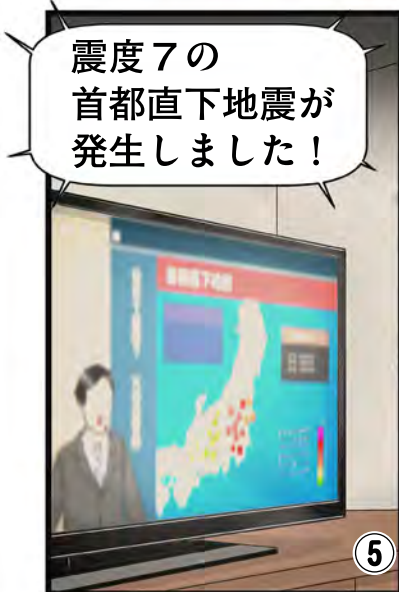 震度７の
首都直下地震が
発生しました！
首都直下地震
⑤